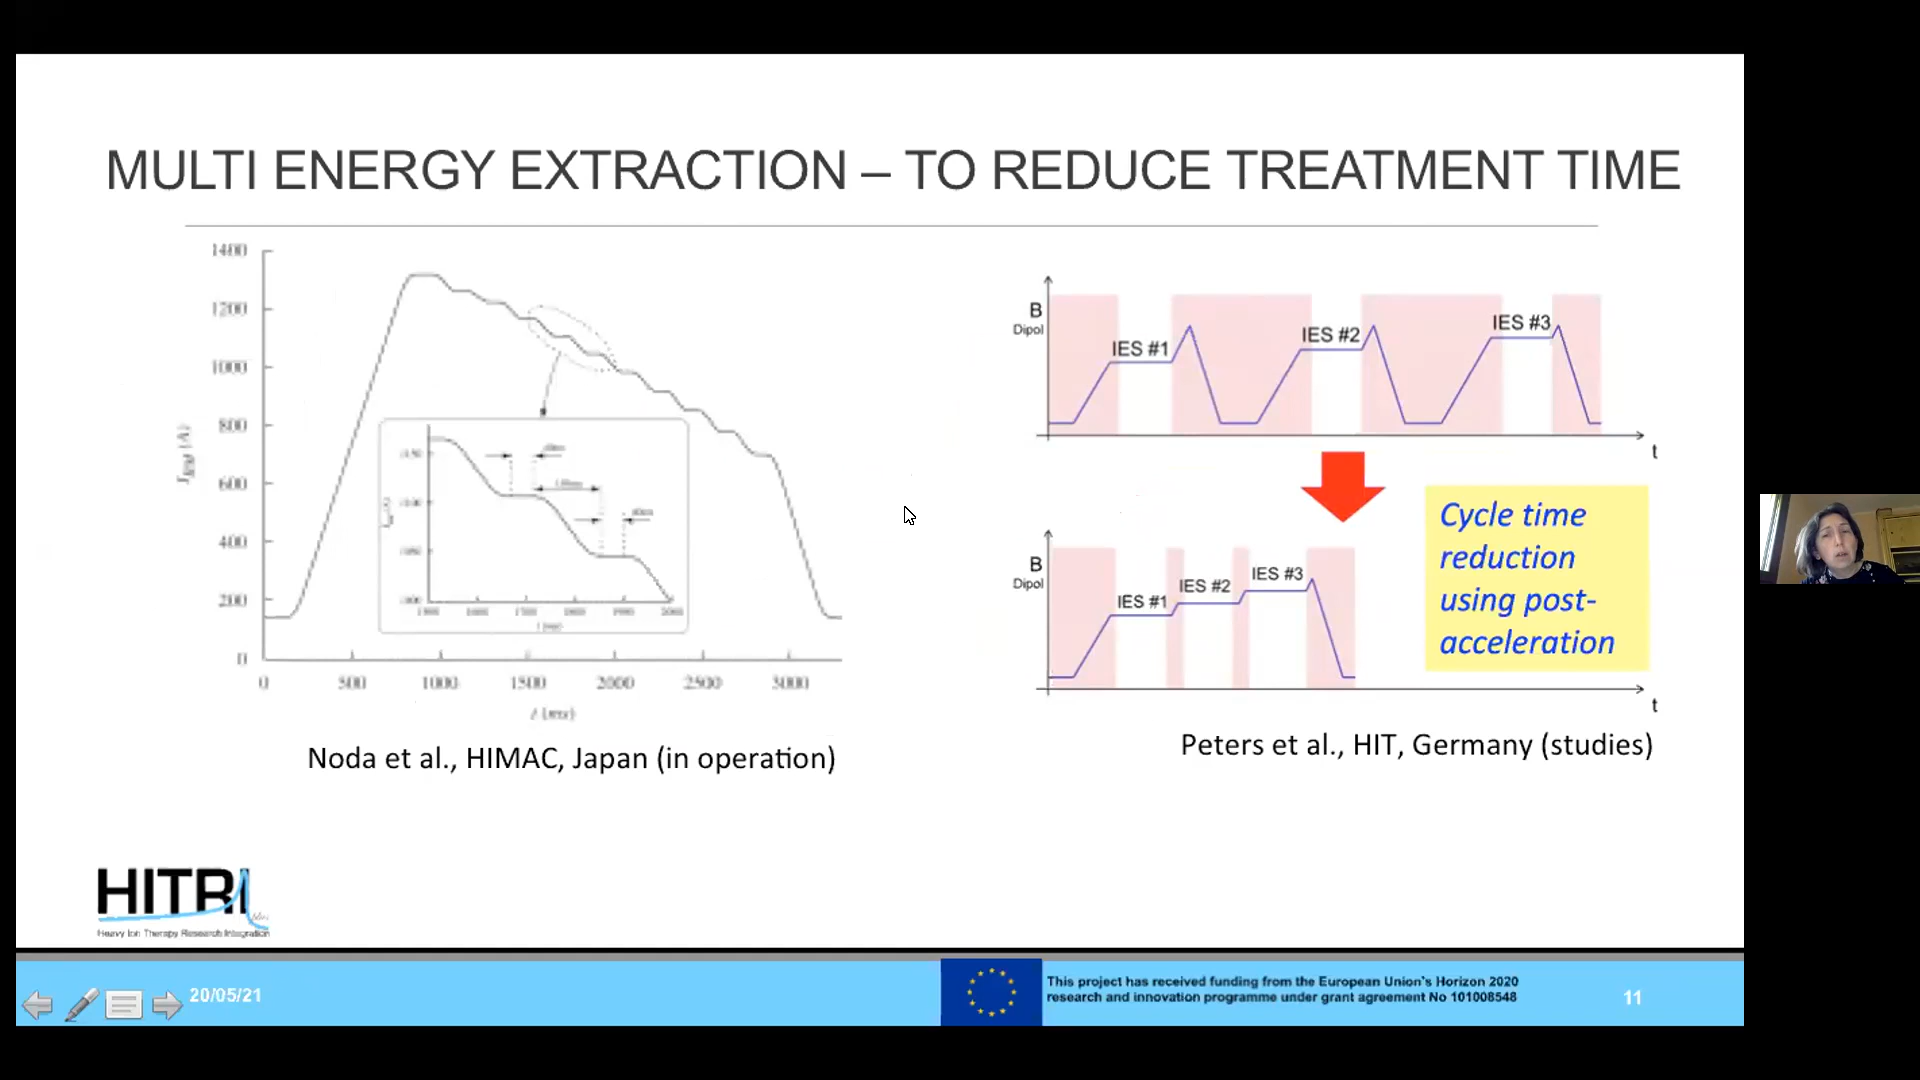 MULTI ENERGY EXTRACTION – TO REDUCE TREATMENT TIME
1400
1200
1000
800
600
400
200
0
0 500 1000 1500 2000 2500 3000
t (ms)
Noda et al., HIMAC, Japan (in operation)
B
Dipol
IES #1
IES #2
IES #3
t
B
Dipol
IES #1
IES #2
IES #3
t
Cycle time
reduction
using post-
acceleration
Peters et al., HIT, Germany (studies)
HITRI
plus
Heavy Ion Therapy Research Integration
20/05/21
This project has received funding from the European Union's Horizon 2020
research and innovation programme under grant agreement No 101008548
11